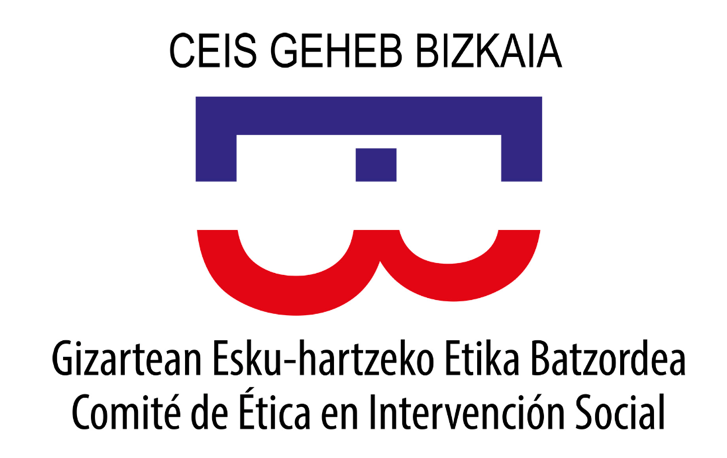 CEIS GEHEB BIZKAIA
Gizartean Esku-hartzeko Etika Batzordea
Comité de Ética en Intervención Social